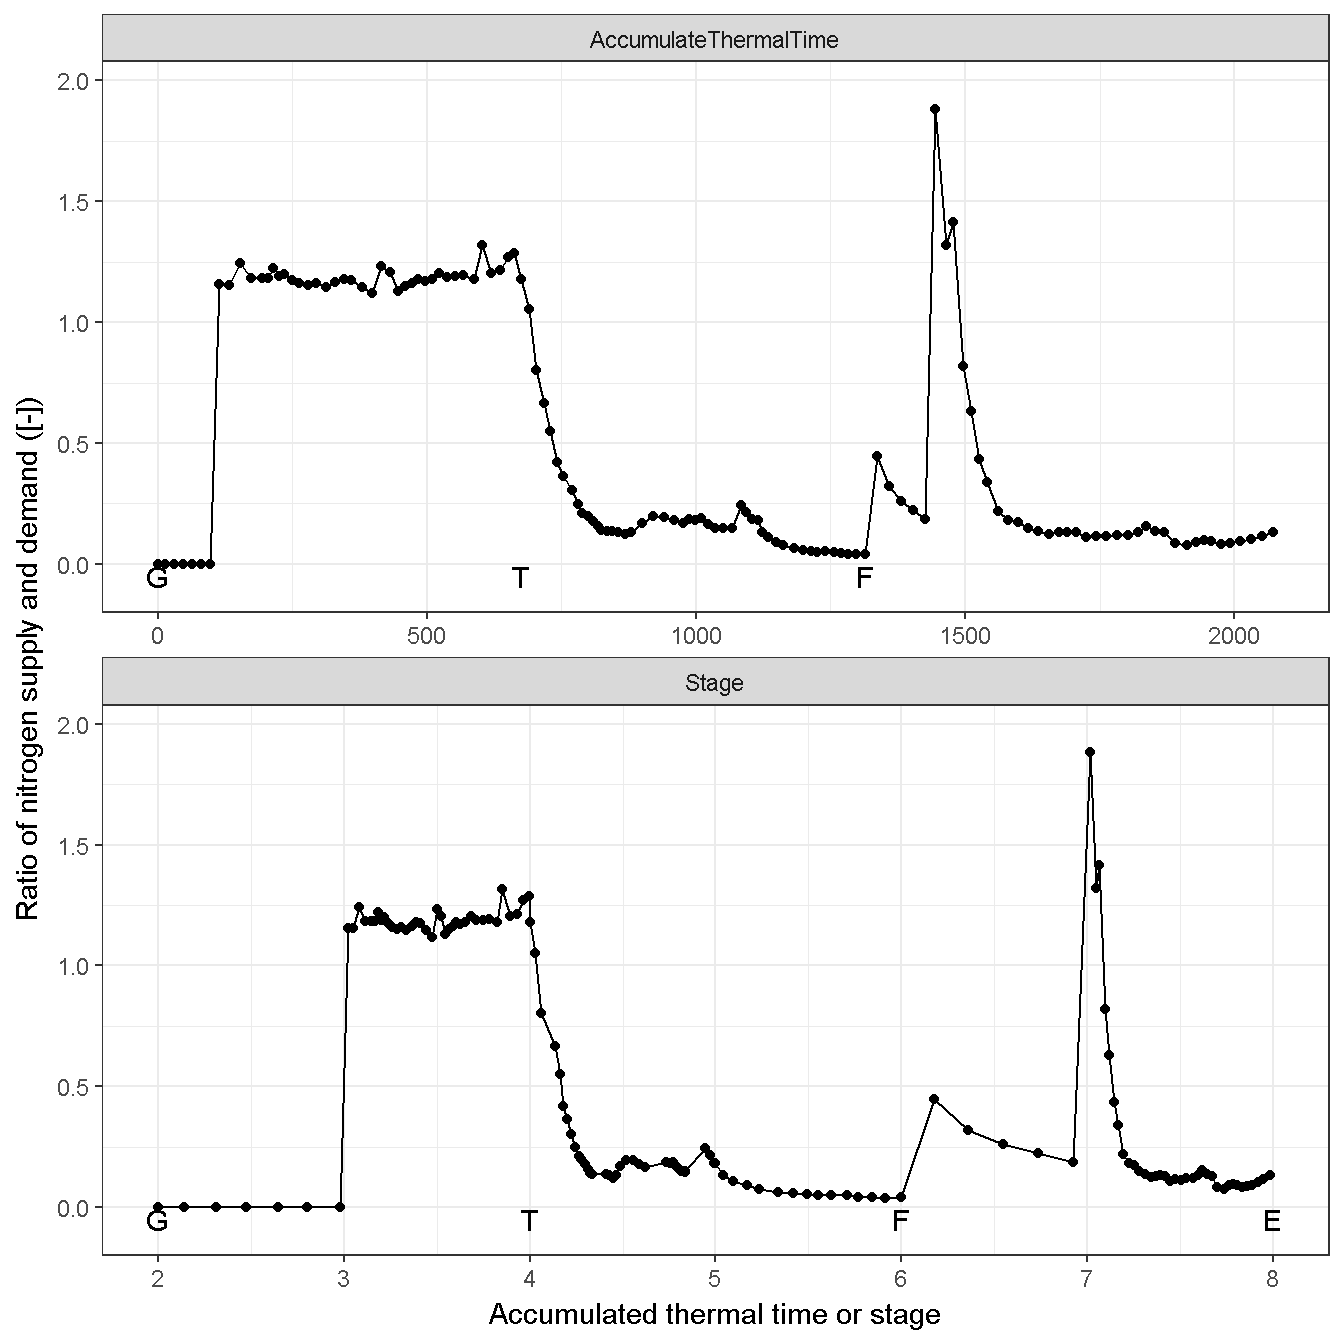 AccumulateThermalTime
2.0
1.5
1.0
0.5
0.0
G T F
0 500 1000 1500 2000
Ratio of nitrogen supply and demand ([-])
Stage
2.0
1.5
1.0
0.5
0.0
G T F E
2 3 4 5 6 7 8
Accumulated thermal time or stage